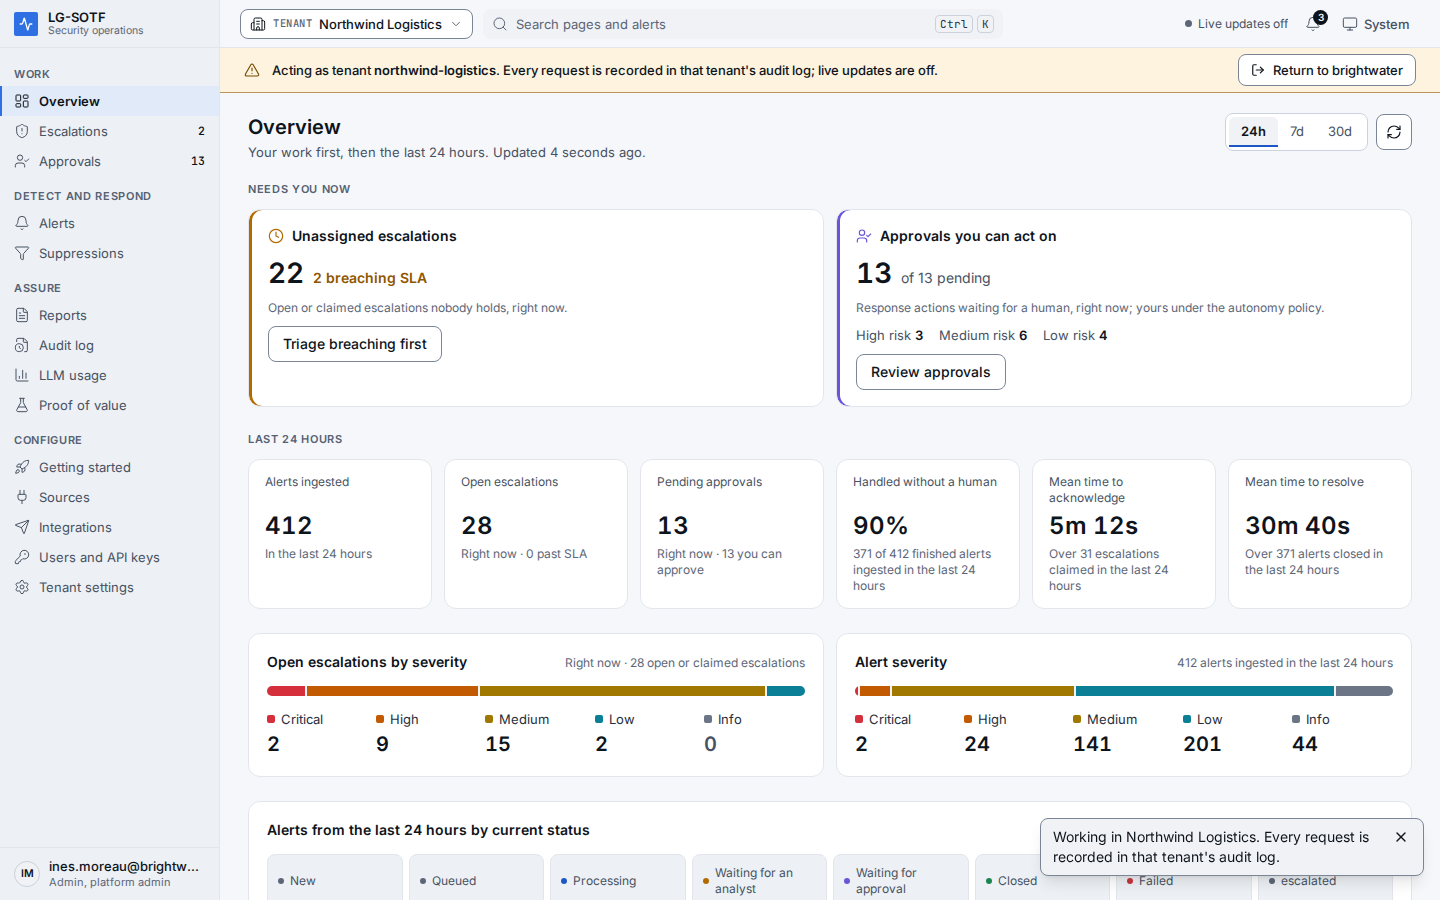 LG-SOTF
Security operations
WORK
Overview
Escalations 2
Approvals 13
DETECT AND RESPOND
Alerts
Suppressions
ASSURE
Reports
Audit log
LLM usage
Proof of value
CONFIGURE
Getting started
Sources
Integrations
Users and API keys
Tenant settings
IM
ines.moreau@brightw...
Admin, platform admin
TENANT Northwind Logistics
Search pages and alerts Ctrl K
Live updates off
3
System
Acting as tenant northwind-logistics. Every request is recorded in that tenant's audit log; live updates are off.
Return to brightwater
Overview
Your work first, then the last 24 hours. Updated 4 seconds ago.
24h 7d 30d
NEEDS YOU NOW
Unassigned escalations
22 2 breaching SLA
Open or claimed escalations nobody holds, right now.
Triage breaching first
Approvals you can act on
13 of 13 pending
Response actions waiting for a human, right now; yours under the autonomy policy.
High risk 3 Medium risk 6 Low risk 4
Review approvals
LAST 24 HOURS
Alerts ingested
412
In the last 24 hours
Open escalations
28
Right now · 0 past SLA
Pending approvals
13
Right now · 13 you can
approve
Handled without a human
90%
371 of 412 finished alerts
ingested in the last 24
hours
Mean time to
acknowledge
5m 12s
Over 31 escalations
claimed in the last 24
hours
Mean time to resolve
30m 40s
Over 371 alerts closed in
the last 24 hours
Open escalations by severity
Right now · 28 open or claimed escalations
Critical High Medium Low Info
2 9 15 2 0
Alert severity
412 alerts ingested in the last 24 hours
Critical High Medium Low Info
2 24 141 201 44
Alerts from the last 24 hours by current status
New
Queued
Processing
Waiting for an
analyst
Waiting for
approval
Closed
Failed
escalated
Working in Northwind Logistics. Every request is
recorded in that tenant's audit log.